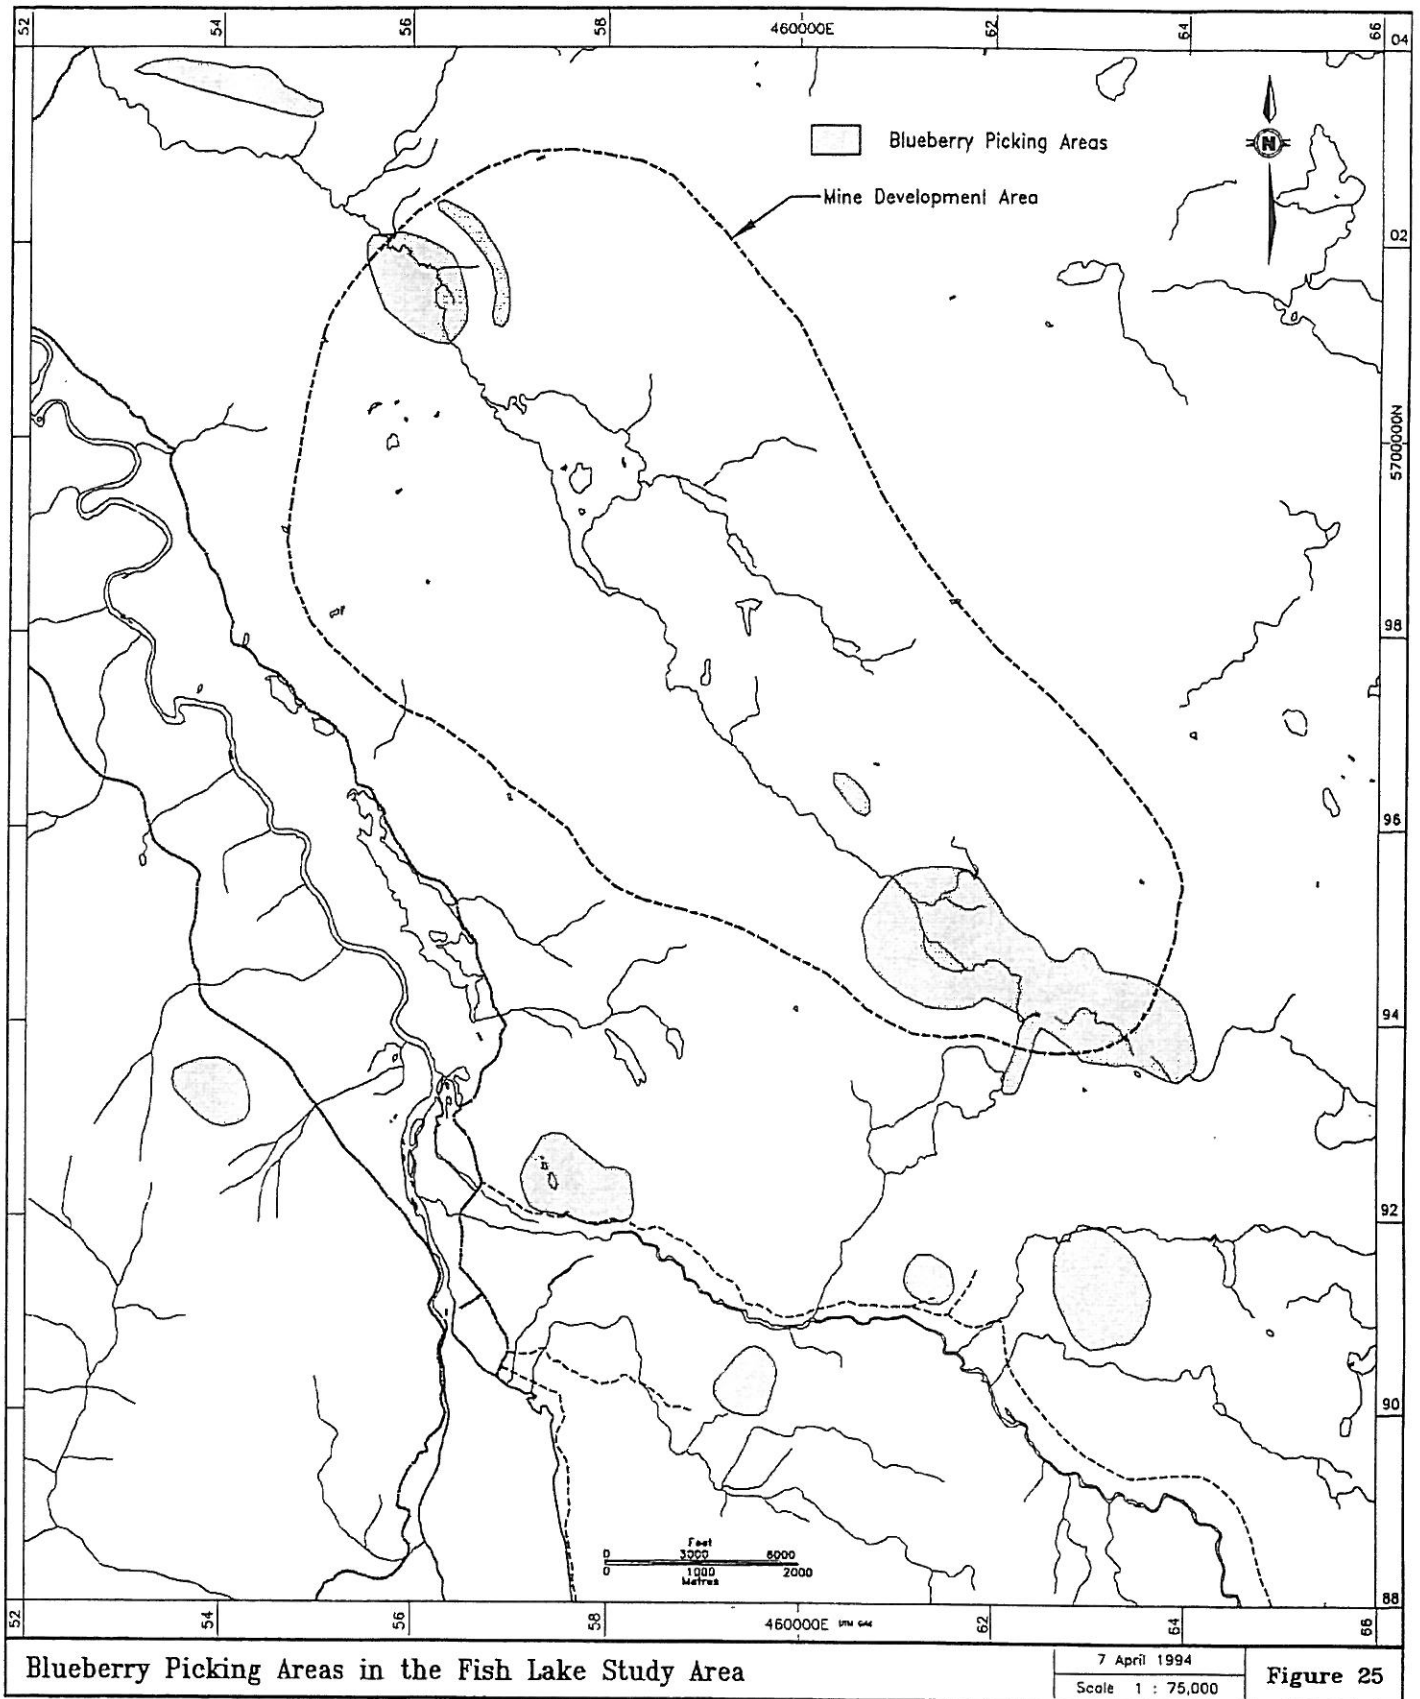 52 54 56 58 460000E 62 64 66
04
Blueberry Picking Areas
N
Mine Development Area
02
5700000N
98
96
94
92
90
88
Feet
0 3000 6000
0 1000 2000
Metres
52 54 56 58 460000E UTM Grid 62 64 66
Blueberry Picking Areas in the Fish Lake Study Area
7 April 1994
Scale 1 : 75,000
Figure 25